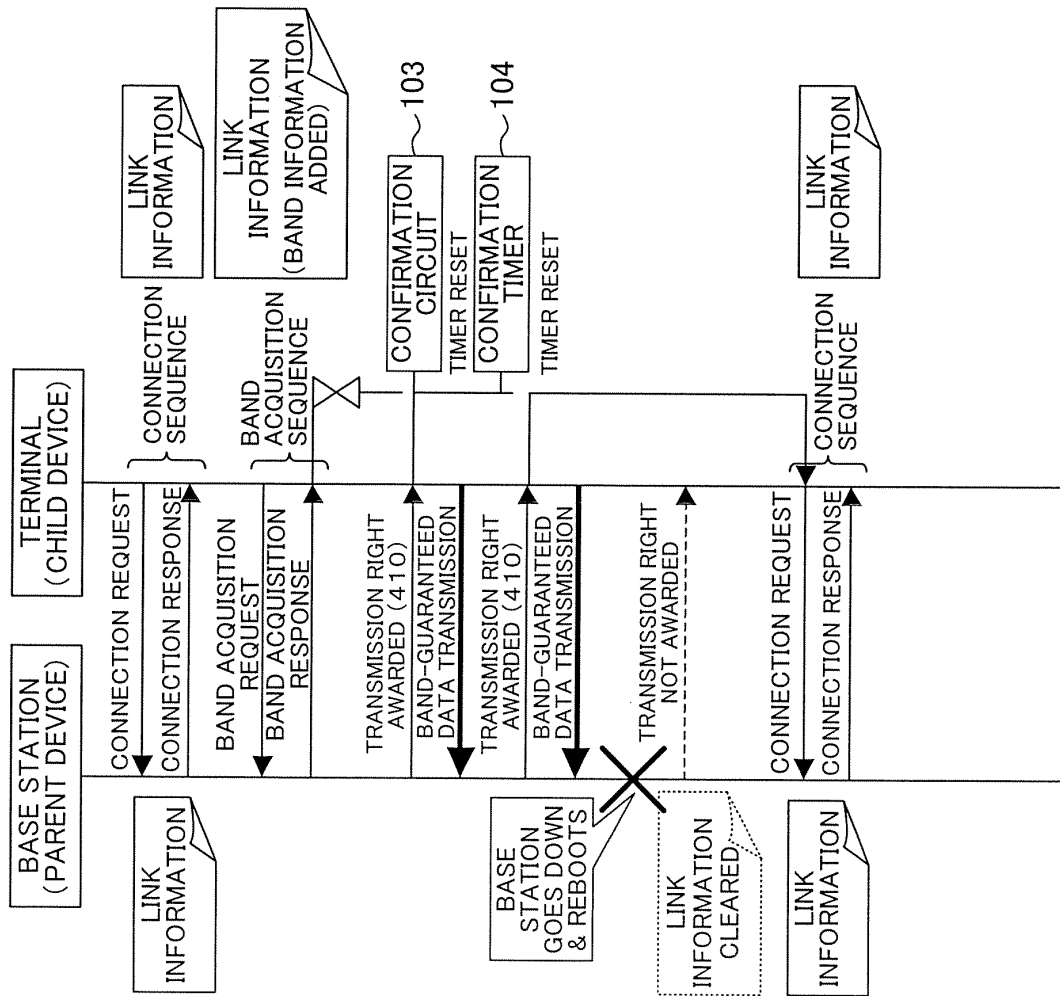 BASE STATION
(PARENT DEVICE)
TERMINAL
(CHILD DEVICE)
LINK
INFORMATION
CONNECTION REQUEST
CONNECTION RESPONSE
CONNECTION
SEQUENCE
LINK
INFORMATION
BAND ACQUISITION
REQUEST
BAND ACQUISITION
RESPONSE
BAND
ACQUISITION
SEQUENCE
LINK
INFORMATION
(BAND INFORMATION
ADDED)
TRANSMISSION RIGHT
AWARDED (410)
CONFIRMATION
CIRCUIT
103
TIMER RESET
BAND-GUARANTEED
DATA TRANSMISSION
CONFIRMATION
TIMER
104
TRANSMISSION RIGHT
AWARDED (410)
TIMER RESET
BAND-GUARANTEED
DATA TRANSMISSION
BASE
STATION
GOES DOWN
& REBOOTS
TRANSMISSION RIGHT
NOT AWARDED
LINK
INFORMATION
CLEARED
CONNECTION REQUEST
CONNECTION RESPONSE
CONNECTION
SEQUENCE
LINK
INFORMATION
LINK
INFORMATION